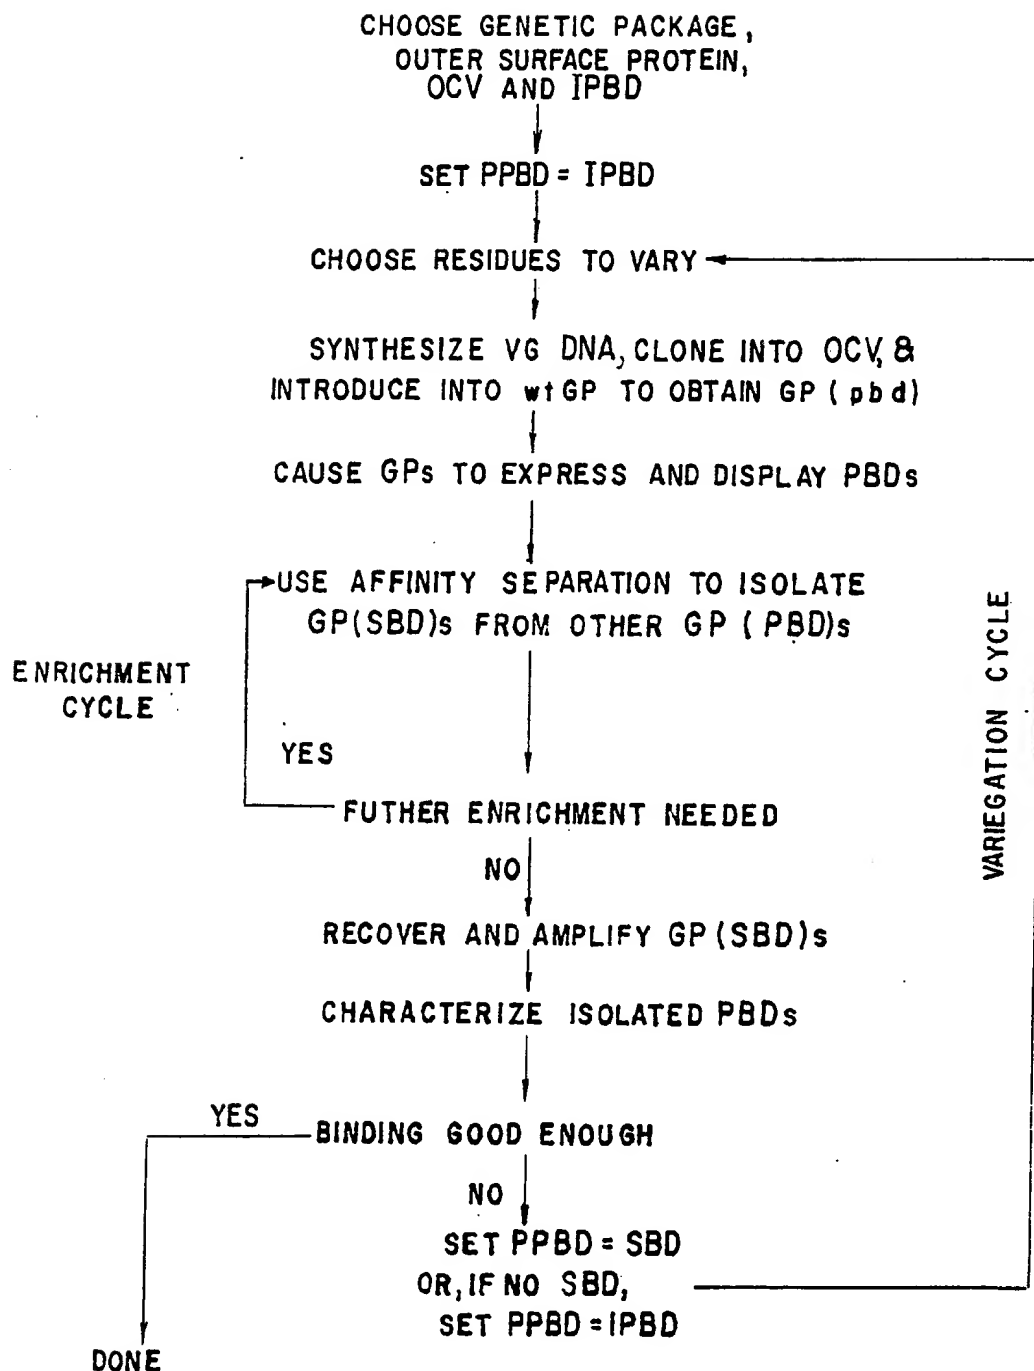 CHOOSE GENETIC PACKAGE,
OUTER SURFACE PROTEIN,
OCV AND IPBD
SET PPBD = IPBD
CHOOSE RESIDUES TO VARY
SYNTHESIZE VG DNA, CLONE INTO OCV, &
INTRODUCE INTO wtGP TO OBTAIN GP (pbd)
CAUSE GPs TO EXPRESS AND DISPLAY PBDs
USE AFFINITY SEPARATION TO ISOLATE
GP(SBD)s FROM OTHER GP (PBD)s
ENRICHMENT
CYCLE
VARIEGATION CYCLE
YES
FUTHER ENRICHMENT NEEDED
NO
RECOVER AND AMPLIFY GP (SBD)s
CHARACTERIZE ISOLATED PBDs
YES
BINDING GOOD ENOUGH
NO
SET PPBD = SBD
OR, IF NO SBD,
SET PPBD = IPBD
DONE